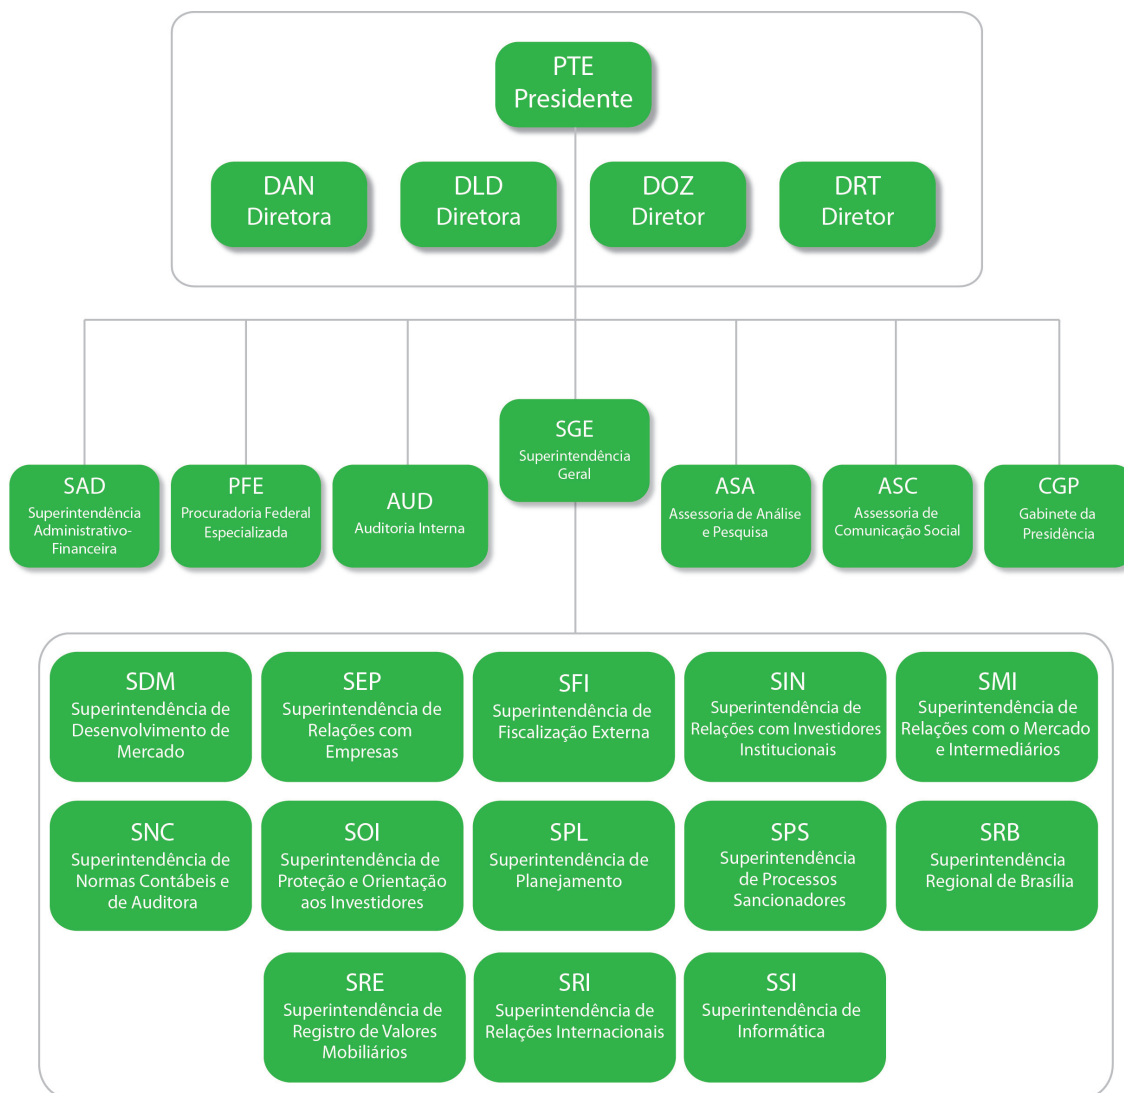 PTE
Presidente
DAN
Diretora
DLD
Diretora
DOZ
Diretor
DRT
Diretor
SGE
Superintendência
Geral
SAD
Superintendência
Administrativo-
Financeira
PFE
Procuradoria Federal
Especializada
AUD
Auditoria Interna
ASA
Assessoria de Análise
e Pesquisa
ASC
Assessoria de
Comunicação Social
CGP
Gabinete da
Presidência
SDM
Superintendência de
Desenvolvimento de
Mercado
SEP
Superintendência de
Relações com
Empresas
SFI
Superintendência de
Fiscalização Externa
SIN
Superintendência de
Relações com Investidores
Institucionais
SMI
Superintendência de
Relações com o Mercado
e Intermediários
SNC
Superintendência de
Normas Contábeis e
de Auditora
SOI
Superintendência de
Proteção e Orientação
aos Investidores
SPL
Superintendência de
Planejamento
SPS
Superintendência
de Processos
Sancionadores
SRB
Superintendência
Regional de Brasília
SRE
Superintendência de
Registro de Valores
Mobiliários
SRI
Superintendência de
Relações Internacionais
SSI
Superintendência de
Informática